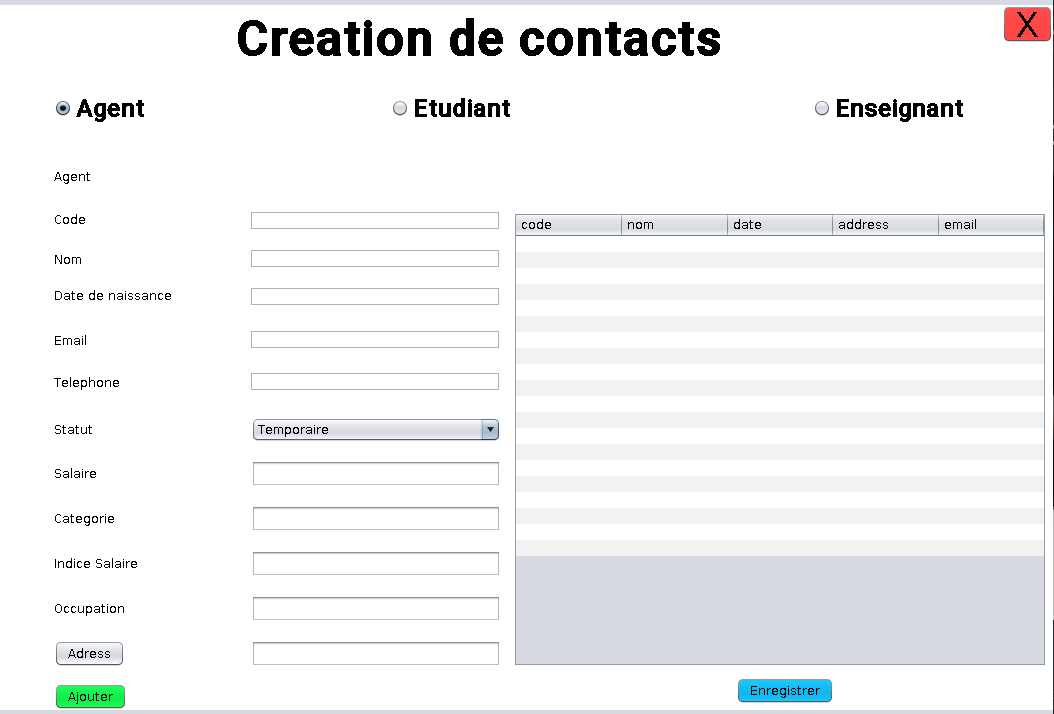 Creation de contacts
X
Agent
Etudiant
Enseignant
Agent
Code
Nom
Date de naissance
Email
Telephone
Statut
Temporaire
Salaire
Categorie
Indice Salaire
Occupation
Adress
Ajouter
code nom date address email
Enregistrer